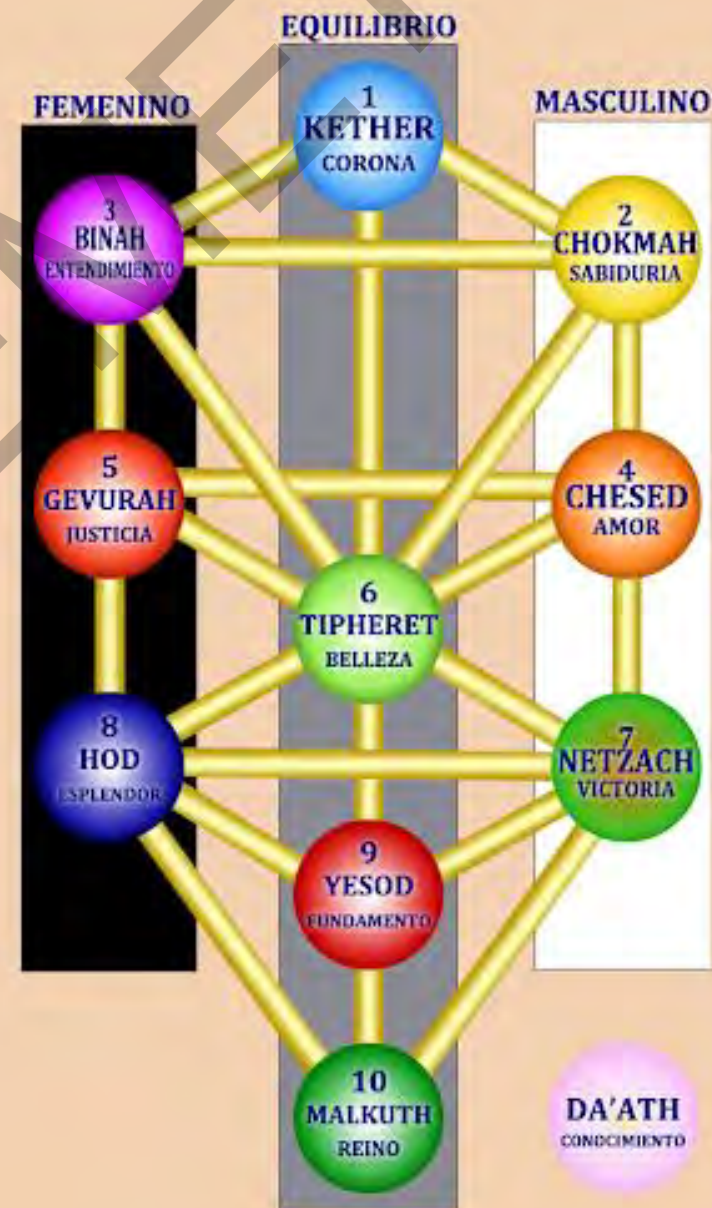 EQUILIBRIO
FEMENINO
MASCULINO
1
KETHER
CORONA
3
BINAH
ENTENDIMIENTO
2
CHOKMAH
SABIDURIA
5
GEVURAH
JUSTICIA
4
CHESED
AMOR
6
TIPHERET
BELLEZA
8
HOD
ESPLENDOR
7
NETZACH
VICTORIA
9
YESOD
FUNDAMENTO
10
MALKUTH
REINO
DA'ATH
CONOCIMIENTO